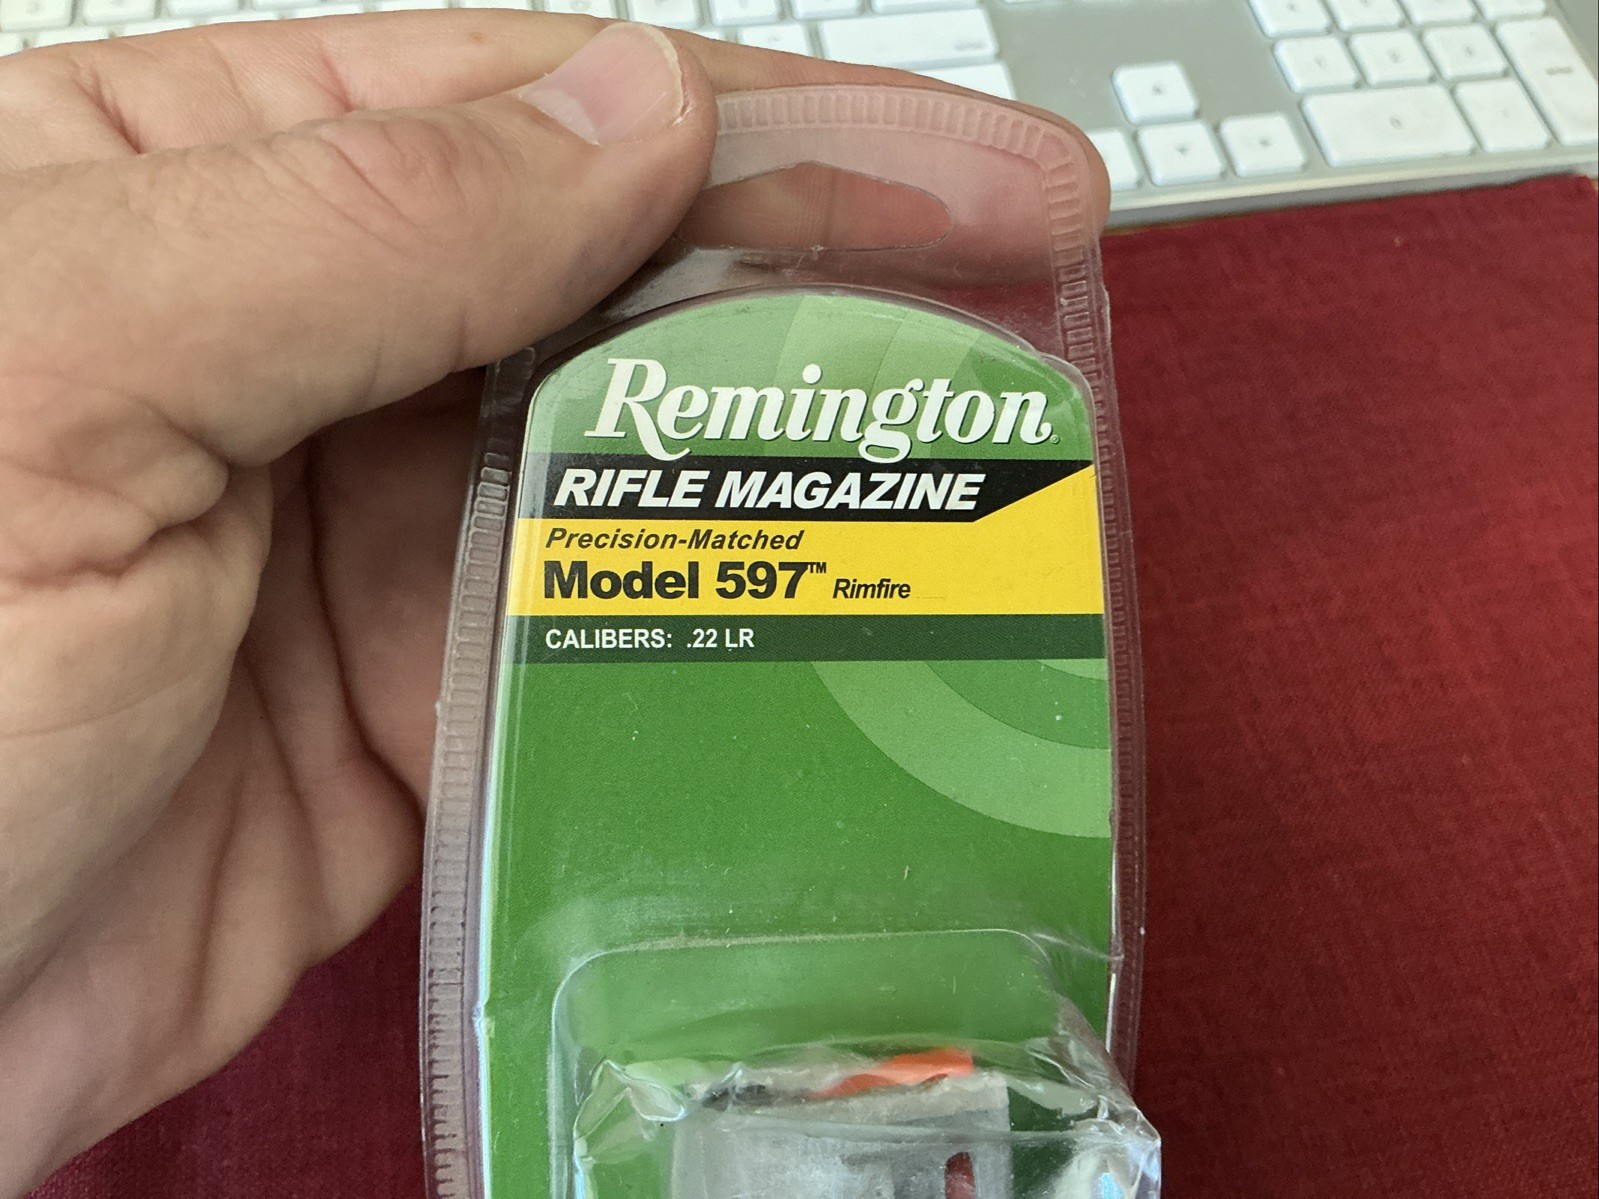 Remington®
RIFLE MAGAZINE
Precision-Matched
Model 597™ Rimfire
CALIBERS: .22 LR